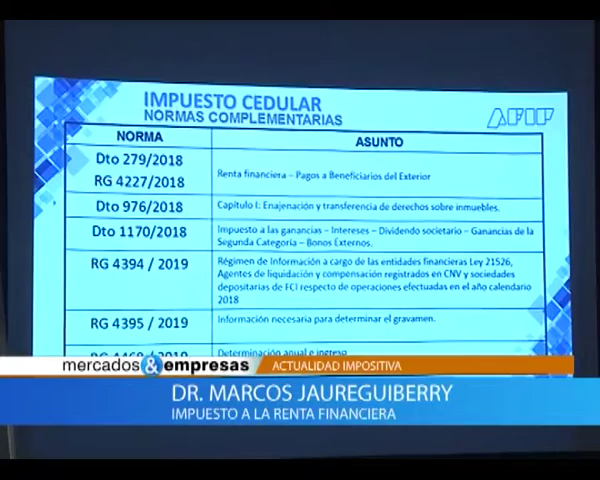 IMPUESTO CEDULAR
NORMAS COMPLEMENTARIAS
AFIP
NORMA
ASUNTO
Dto 279/2018
RG 4227/2018
Renta financiera – Pagos a Beneficiarios del Exterior
Dto 976/2018
Capítulo I: Enajenación y transferencia de derechos sobre inmuebles.
Dto 1170/2018
Impuesto a las ganancias – Intereses – Dividendo societario – Ganancias de la
Segunda Categoría – Bonos Externos.
RG 4394 / 2019
Régimen de Información a cargo de las entidades financieras Ley 21526,
Agentes de liquidación y compensación registrados en CNV y sociedades
depositarias de FCI respecto de operaciones efectuadas en el año calendario
2018
RG 4395 / 2019
Información necesaria para determinar el gravamen.
RG 4468 / 2019
Determinación anual e ingreso
mercados&empresas
ACTUALIDAD IMPOSITIVA
DR. MARCOS JAUREGUIBERRY
IMPUESTO A LA RENTA FINANCIERA